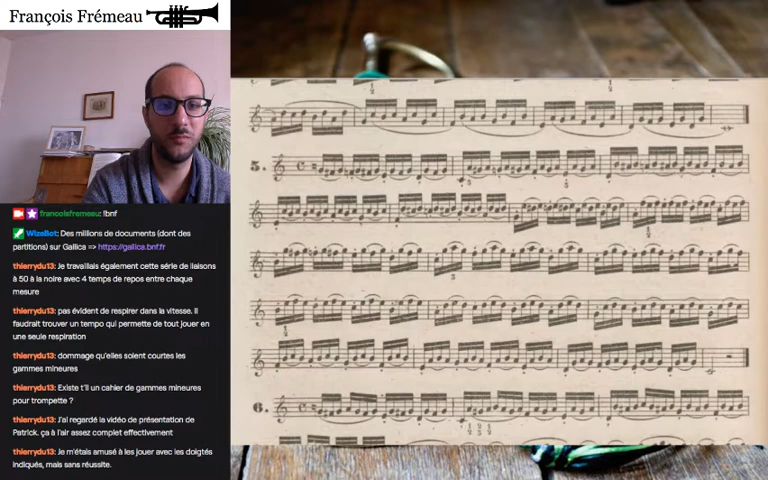 François Frémeau
francoisfremeau: !bnf
WizeBot: Des millions de documents (dont des
partitions) sur Gallica => https://gallica.bnf.fr
thierrydu13: Je travaillais également cette série de liaisons
à 50 à la noire avec 4 temps de repos entre chaque
mesure
thierrydu13: pas évident de respirer dans la vitesse. Il
faudrait trouver un tempo qui permette de tout jouer en
une seule respiration
thierrydu13: dommage qu'elles soient courtes les
gammes mineures
thierrydu13: Existe t'il un cahier de gammes mineures
pour trompette ?
thierrydu13: J'ai regardé la vidéo de présentation de
Patrick. ça à l'air assez complet effectivement
thierrydu13: Je m'étais amusé à les jouer avec les doigtés
indiqués, mais sans réussite.
5.
6.